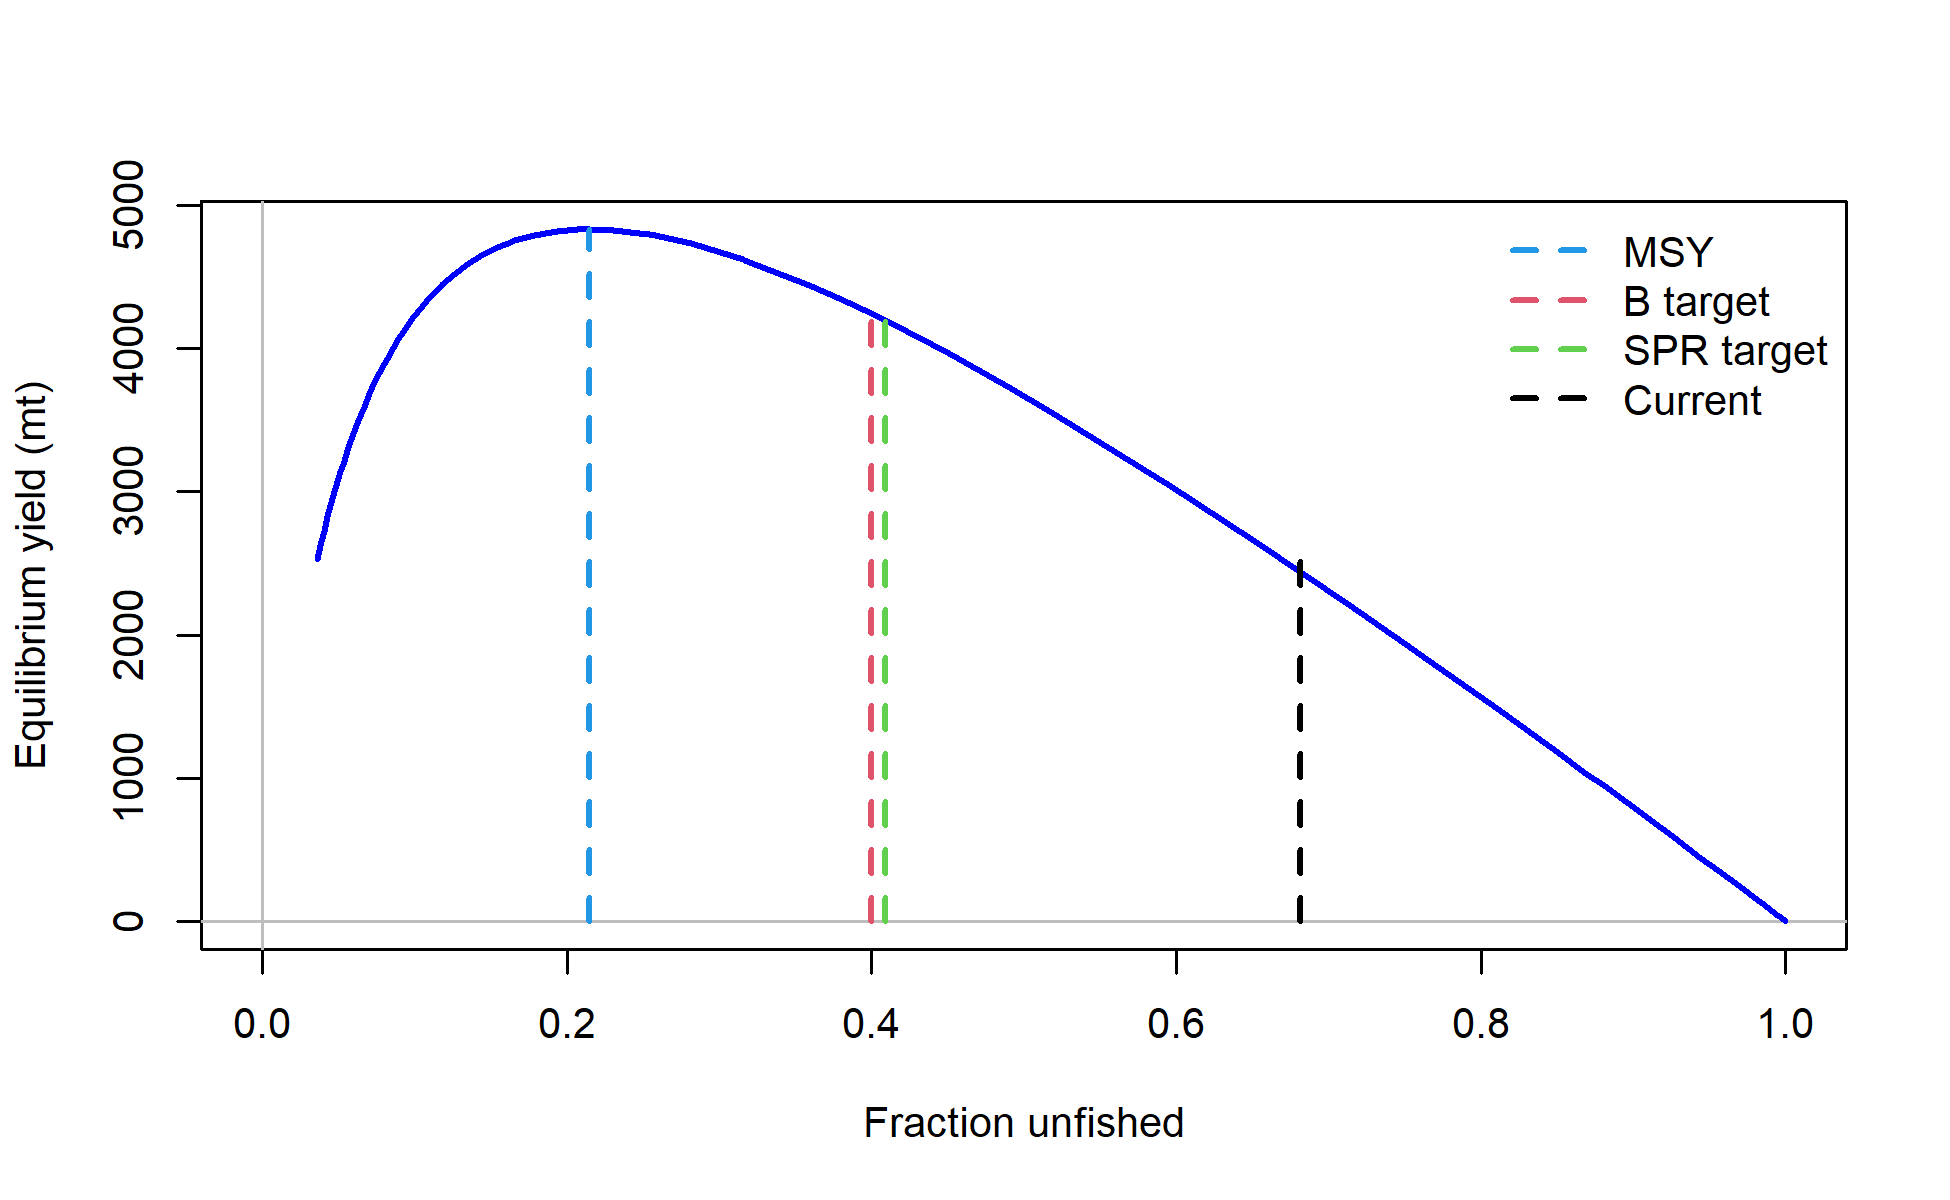 Equilibrium yield (mt)
5000
4000
3000
2000
1000
0
MSY
B target
SPR target
Current
0.0 0.2 0.4 0.6 0.8 1.0
Fraction unfished